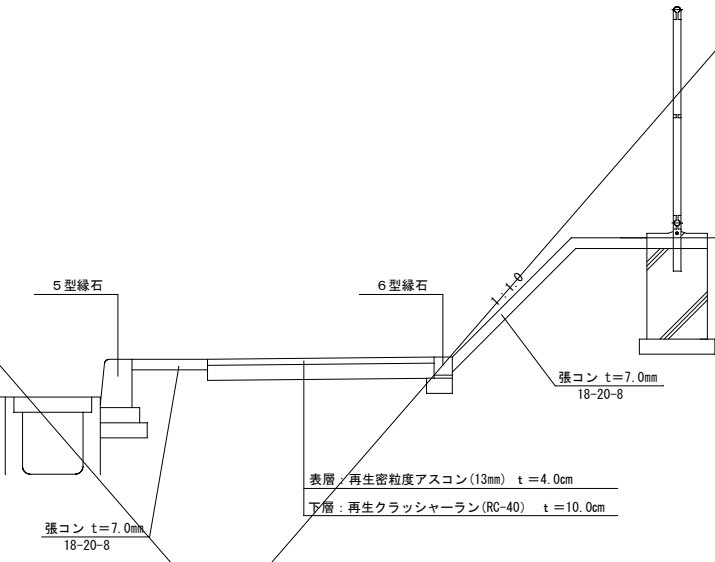 ５型縁石
６型縁石
1:1.0
張コン t＝7.0mm
18-20-8
表層：再生密粒度アスコン(13mm) t＝4.0cm
下層：再生クラッシャーラン(RC-40) t＝10.0cm
張コン t＝7.0mm
18-20-8